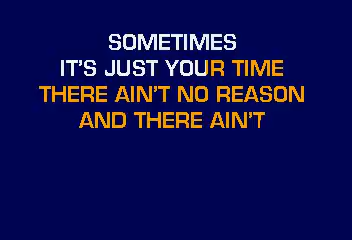 SOMETIMES
IT'S JUST YOUR TIME
THERE AIN'T NO REASON
AND THERE AIN'T